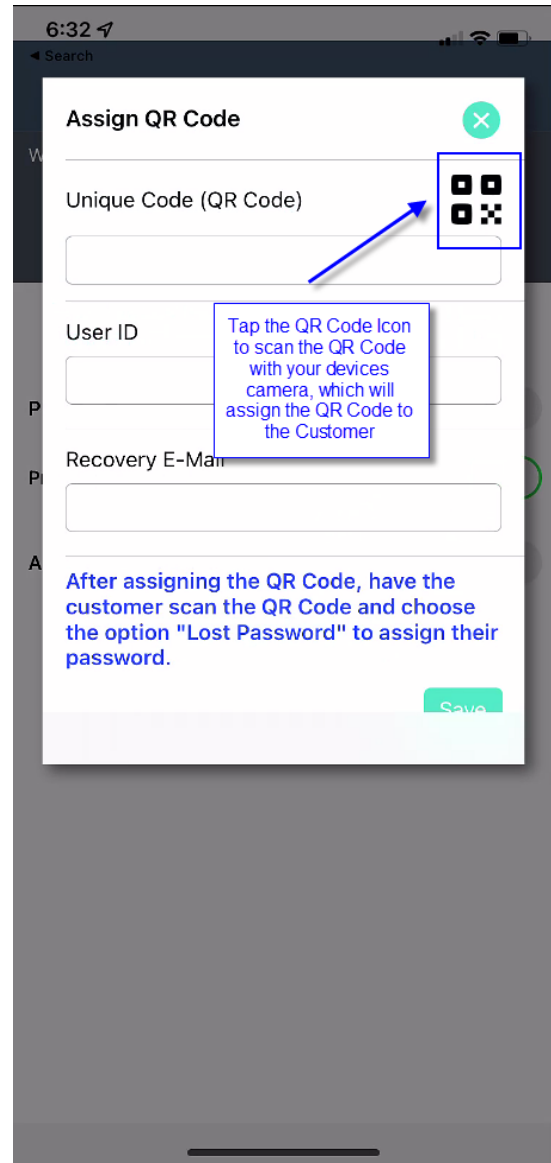 6:32
◀ Search
W
Assign QR Code
Unique Code (QR Code)
User ID
Tap the QR Code Icon
to scan the QR Code
with your devices
camera, which will
assign the QR Code to
the Customer
P
Recovery E-Mail
A
After assigning the QR Code, have the
customer scan the QR Code and choose
the option "Lost Password" to assign their
password.
Save